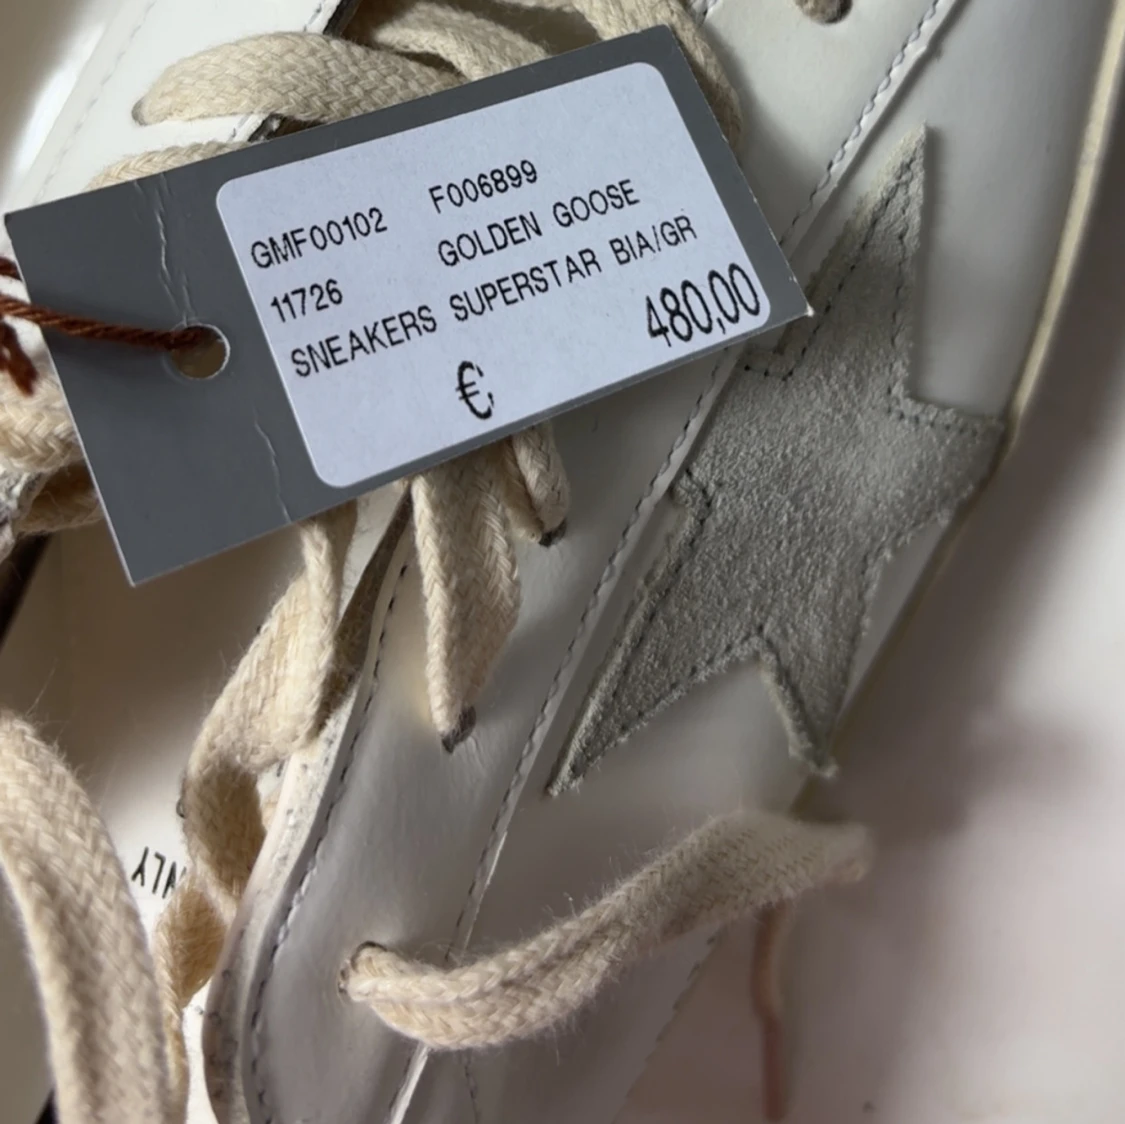 GMF00102 F006899
11726 GOLDEN GOOSE
SNEAKERS SUPERSTAR BIA/GR
€ 480,00